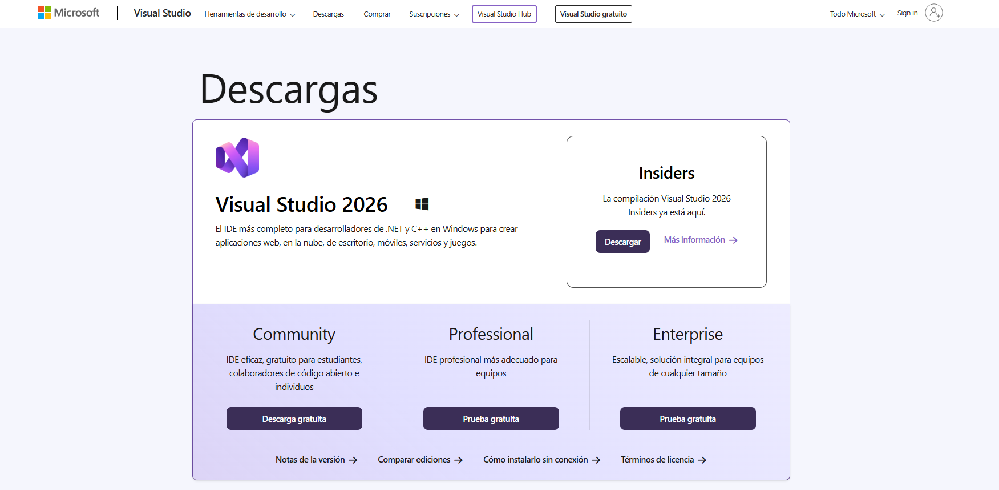 Microsoft
Visual Studio
Herramientas de desarrollo
Descargas
Comprar
Suscripciones
Visual Studio Hub
Visual Studio gratuito
Todo Microsoft
Sign in
Descargas
Visual Studio 2026
El IDE más completo para desarrolladores de .NET y C++ en Windows para crear
aplicaciones web, en la nube, de escritorio, móviles, servicios y juegos.
Insiders
La compilación Visual Studio 2026
Insiders ya está aquí.
Descargar
Más información
Community
IDE eficaz, gratuito para estudiantes,
colaboradores de código abierto e
individuos
Descarga gratuita
Professional
IDE profesional más adecuado para
equipos
Prueba gratuita
Enterprise
Escalable, solución integral para equipos
de cualquier tamaño
Prueba gratuita
Notas de la versión
Comparar ediciones
Cómo instalarlo sin conexión
Términos de licencia